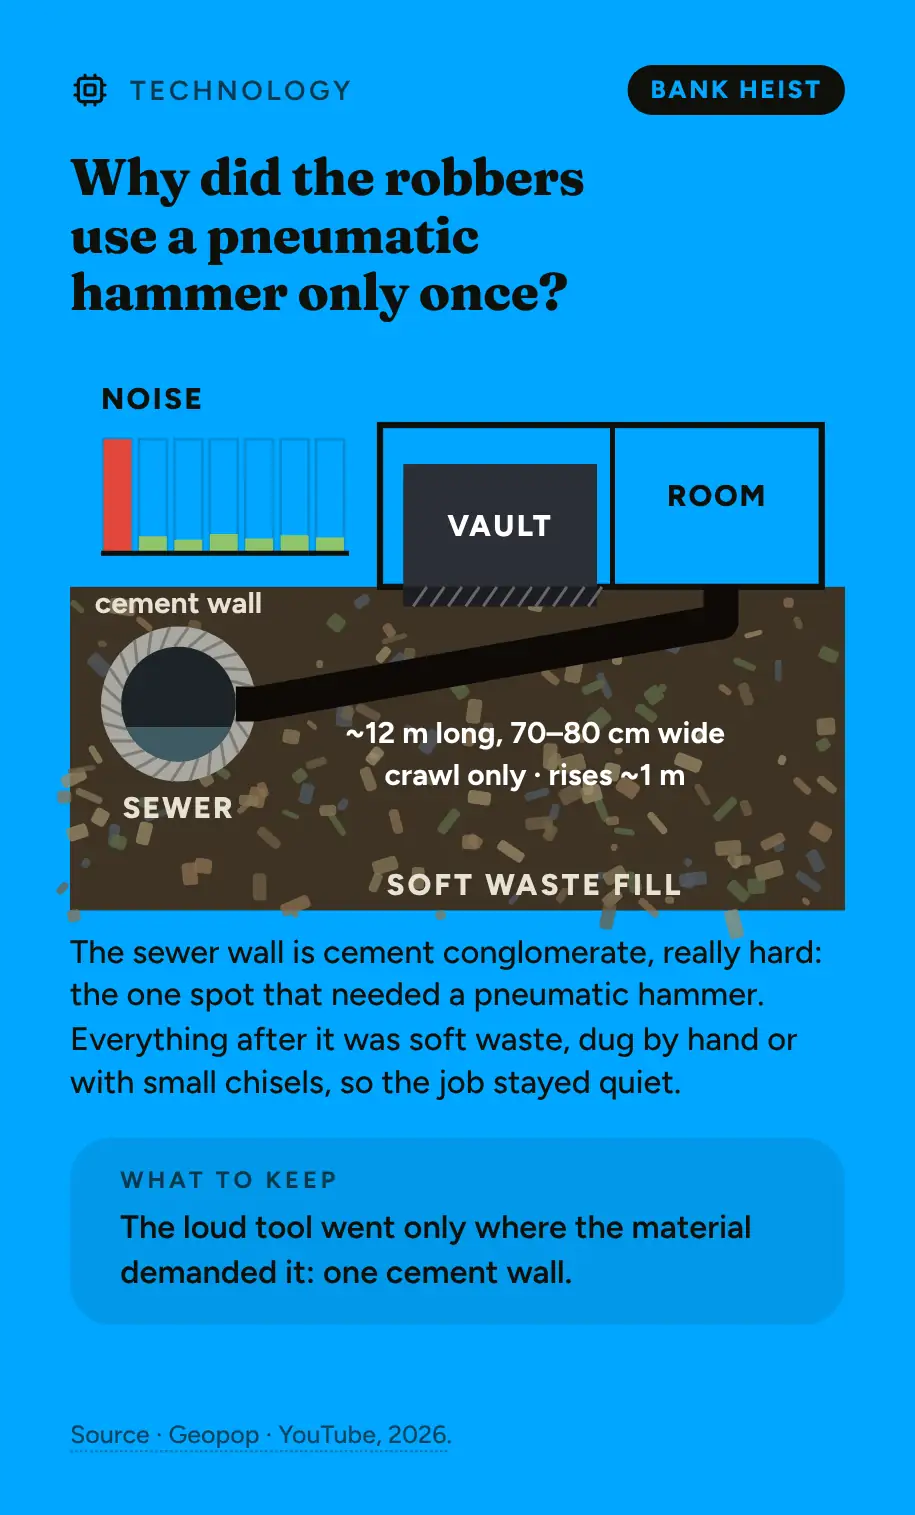 TECHNOLOGY
BANK HEIST
Why did the robbers
use a pneumatic
hammer only once?
NOISE
VAULT
ROOM
cement wall
~12 m long, 70–80 cm wide
crawl only · rises ~1 m
SEWER
SOFT WASTE FILL
The sewer wall is cement conglomerate, really hard:
the one spot that needed a pneumatic hammer.
Everything after it was soft waste, dug by hand or
with small chisels, so the job stayed quiet.
WHAT TO KEEP
The loud tool went only where the material
demanded it: one cement wall.
Source · Geopop · YouTube, 2026.